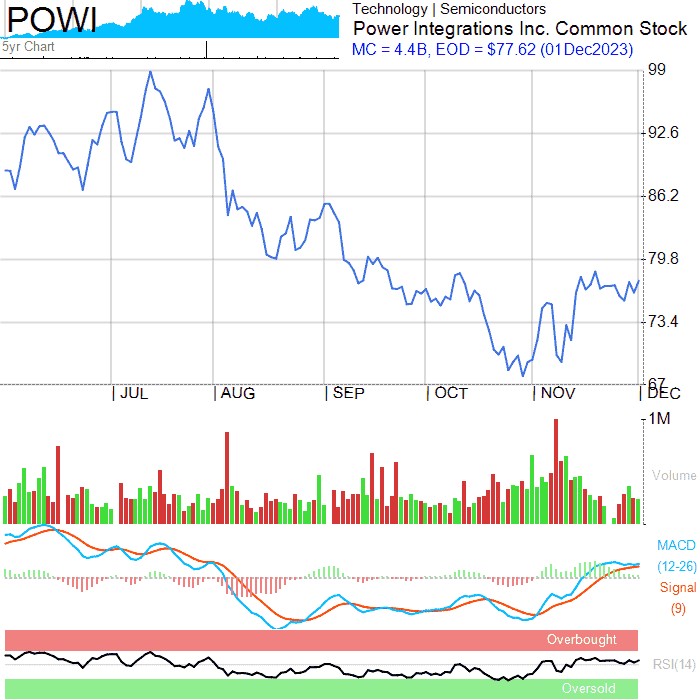 POWI
5yr Chart
Technology | Semiconductors
Power Integrations Inc. Common Stock
MC = 4.4B, EOD = $77.62 (01Dec2023)
99
92.6
86.2
79.8
73.4
67
JUL
AUG
SEP
OCT
NOV
DEC
1M
Volume
MACD
(12-26)
Signal
(9)
Overbought
RSI(14)
Oversold